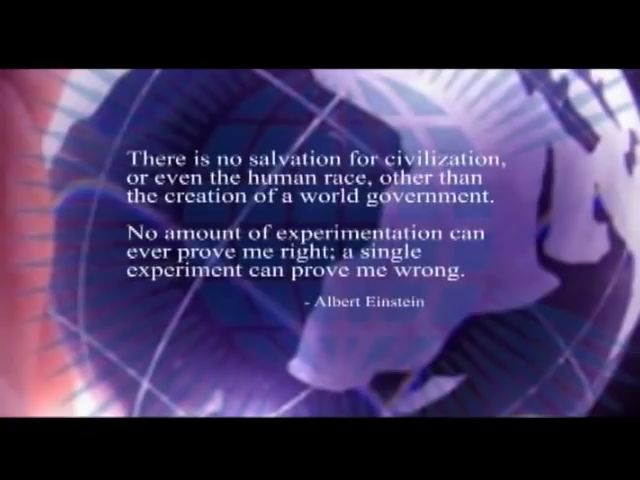 There is no salvation for civilization,
or even the human race, other than
the creation of a world government.
No amount of experimentation can
ever prove me right; a single
experiment can prove me wrong.
- Albert Einstein